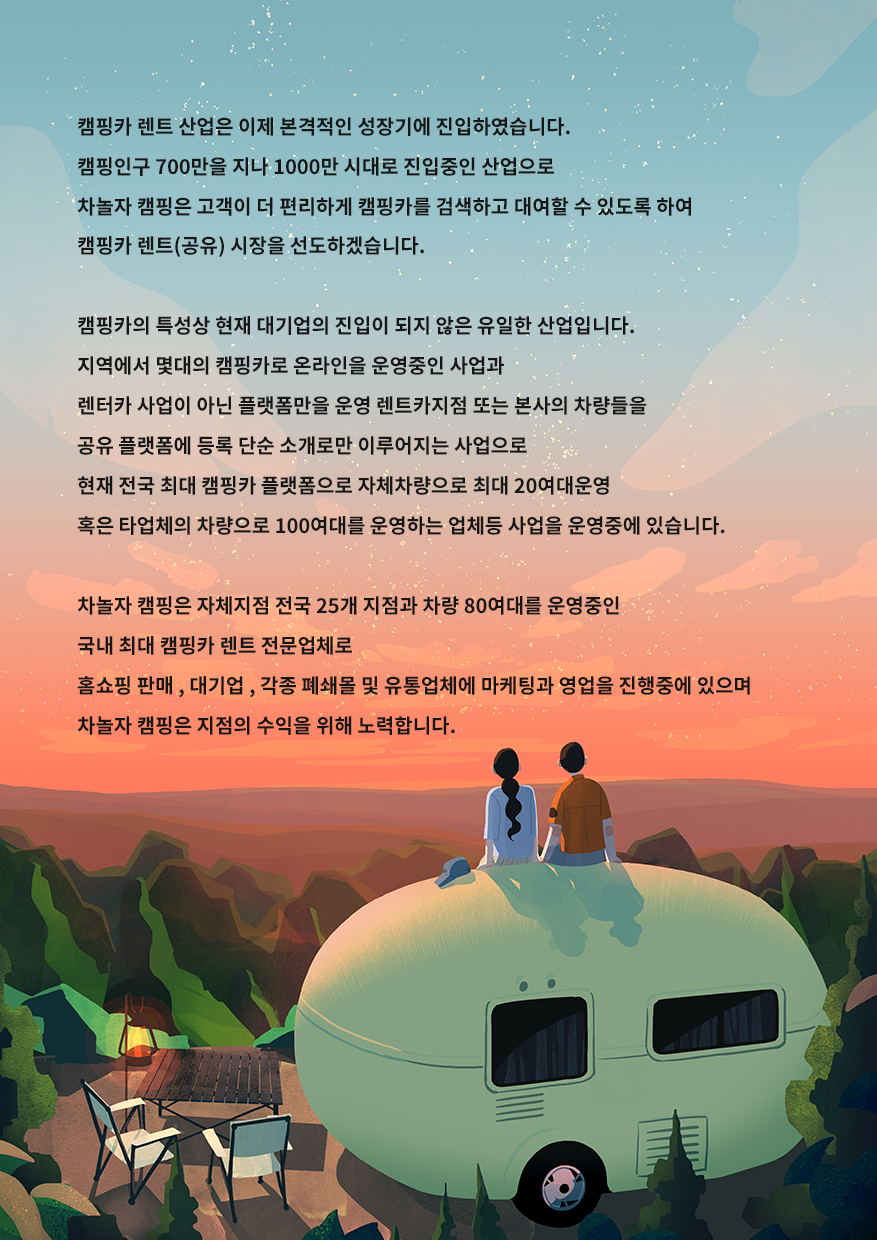 캠핑카 렌트 산업은 이제 본격적인 성장기에 진입하였습니다.
캠핑인구 700만을 지나 1000만 시대로 진입중인 산업으로
차놀자 캠핑은 고객이 더 편리하게 캠핑카를 검색하고 대여할 수 있도록 하여
캠핑카 렌트(공유) 시장을 선도하겠습니다.
캠핑카의 특성상 현재 대기업의 진입이 되지 않은 유일한 산업입니다.
지역에서 몇대의 캠핑카로 온라인을 운영중인 사업과
렌터카 사업이 아닌 플랫폼만을 운영 렌트카지점 또는 본사의 차량들을
공유 플랫폼에 등록 단순 소개로만 이루어지는 사업으로
현재 전국 최대 캠핑카 플랫폼으로 자체차량으로 최대 20여대운영
혹은 타업체의 차량으로 100여대를 운영하는 업체등 사업을 운영중에 있습니다.
차놀자 캠핑은 자체지점 전국 25개 지점과 차량 80여대를 운영중인
국내 최대 캠핑카 렌트 전문업체로
홈쇼핑 판매 , 대기업 , 각종 폐쇄몰 및 유통업체에 마케팅과 영업을 진행중에 있으며
차놀자 캠핑은 지점의 수익을 위해 노력합니다.